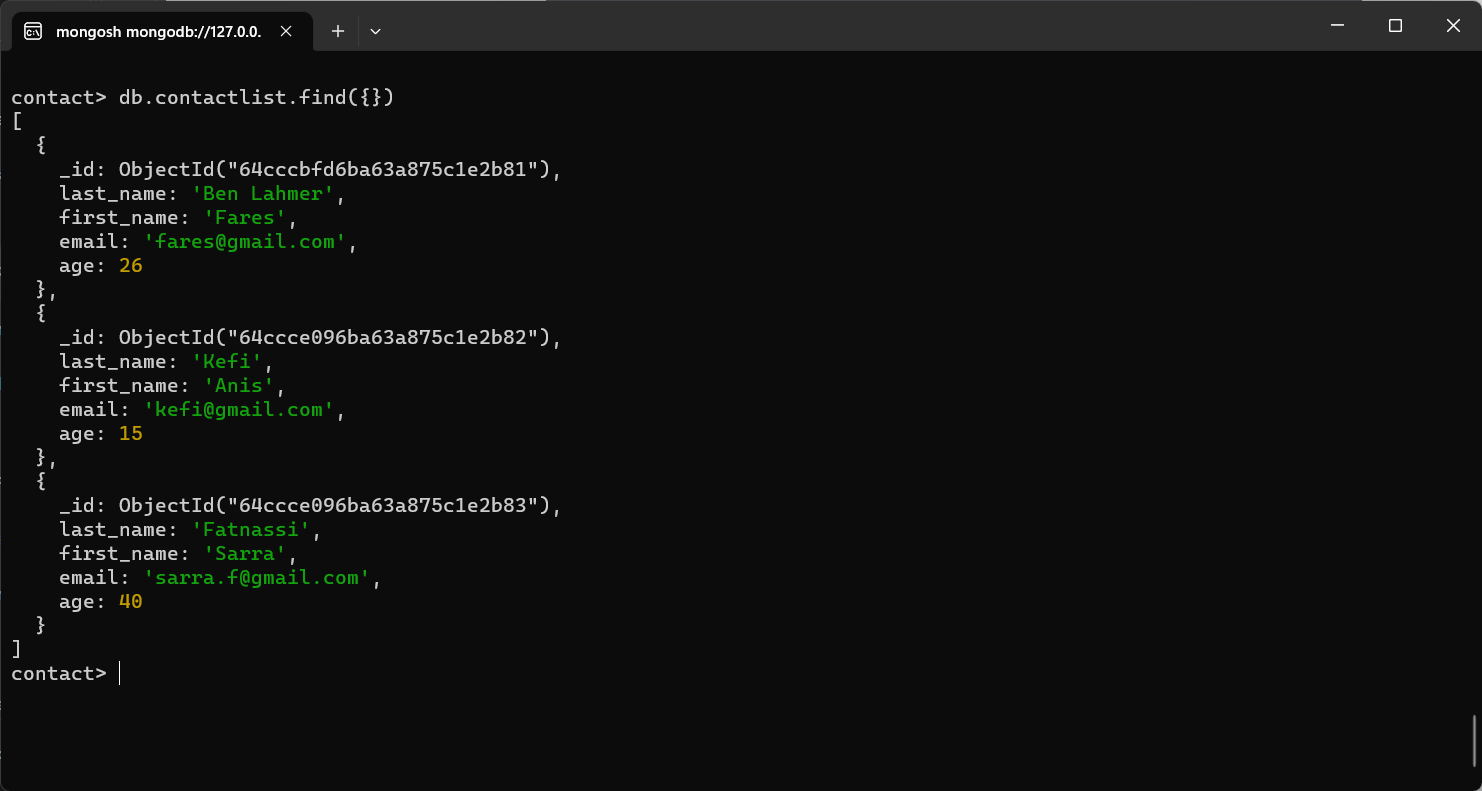 mongosh mongodb://127.0.0.
contact> db.contactlist.find({})
[
  {
    _id: ObjectId("64cccbfd6ba63a875c1e2b81"),
    last_name: 'Ben Lahmer',
    first_name: 'Fares',
    email: 'fares@gmail.com',
    age: 26
  },
  {
    _id: ObjectId("64ccce096ba63a875c1e2b82"),
    last_name: 'Kefi',
    first_name: 'Anis',
    email: 'kefi@gmail.com',
    age: 15
  },
  {
    _id: ObjectId("64ccce096ba63a875c1e2b83"),
    last_name: 'Fatnassi',
    first_name: 'Sarra',
    email: 'sarra.f@gmail.com',
    age: 40
  }
]
contact>